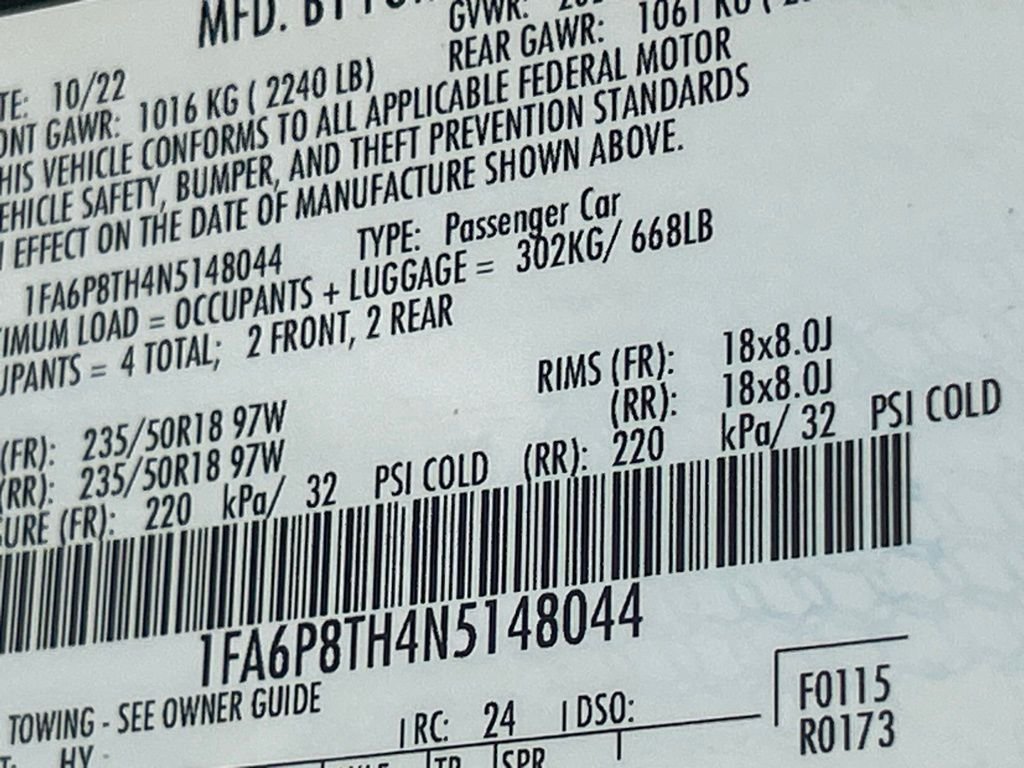 MFD. BY
GVWR:
TE: 10/22
REAR GAWR: 1061 KG (
ONT GAWR: 1016 KG ( 2240 LB)
HIS VEHICLE CONFORMS TO ALL APPLICABLE FEDERAL MOTOR
EHICLE SAFETY, BUMPER, AND THEFT PREVENTION STANDARDS
N EFFECT ON THE DATE OF MANUFACTURE SHOWN ABOVE.
1FA6P8TH4N5148044 TYPE: Passenger Car
IMUM LOAD = OCCUPANTS + LUGGAGE = 302KG/ 668LB
UPANTS = 4 TOTAL; 2 FRONT, 2 REAR
RIMS (FR): 18x8.0J
(FR): 235/50R18 97W
(RR): 18x8.0J
(RR): 235/50R18 97W
URE (FR): 220 kPa/ 32 PSI COLD (RR): 220 kPa/ 32 PSI COLD
1FA6P8TH4N5148044
TOWING - SEE OWNER GUIDE
RC: 24 DSO:
F0115
R0173
HY
TR SPR